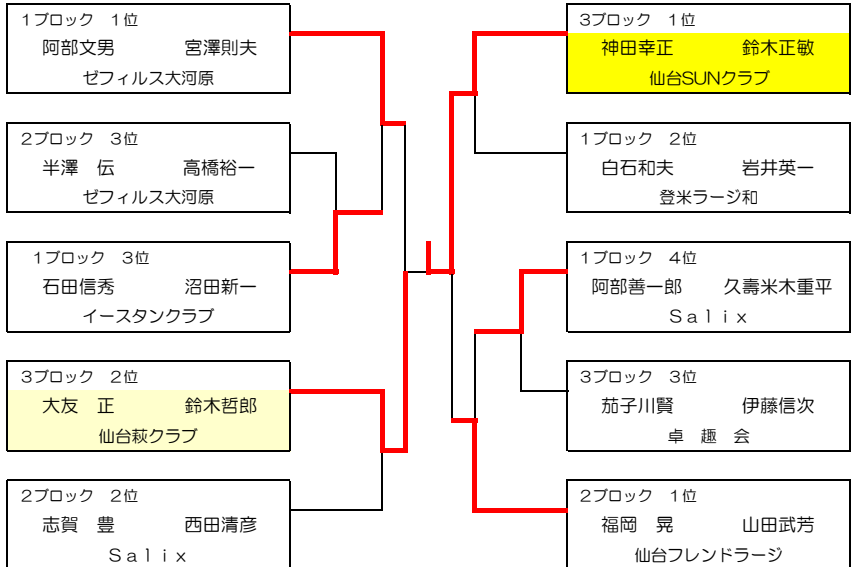 1ブロック　1位
阿部文男　宮澤則夫
ゼフィルス大河原
2ブロック　3位
半澤　伝　高橋裕一
ゼフィルス大河原
1ブロック　3位
石田信秀　沼田新一
イースタンクラブ
3ブロック　2位
大友　正　鈴木哲郎
仙台萩クラブ
2ブロック　2位
志賀　豊　西田清彦
Ｓａｌｉｘ
3ブロック　1位
神田幸正　鈴木正敏
仙台SUNクラブ
1ブロック　2位
白石和夫　岩井英一
登米ラージ和
1ブロック　4位
阿部善一郎　久壽米木重平
Ｓａｌｉｘ
3ブロック　3位
茄子川賢　伊藤信次
卓　趣　会
2ブロック　1位
福岡　晃　山田武芳
仙台フレンドラージ